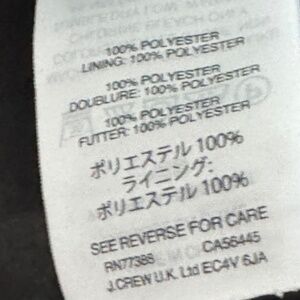 100% POLYESTER
LINING: 100% POLYESTER
100% POLYESTER
DOUBLURE: 100% POLYESTER
100% POLYESTER
FUTTER: 100% POLYESTER
ポリエステル 100%
ライニング:
ポリエステル 100%
SEE REVERSE FOR CARE
RN77388 CA56445
J.CREW U.K. Ltd EC4V 6JA